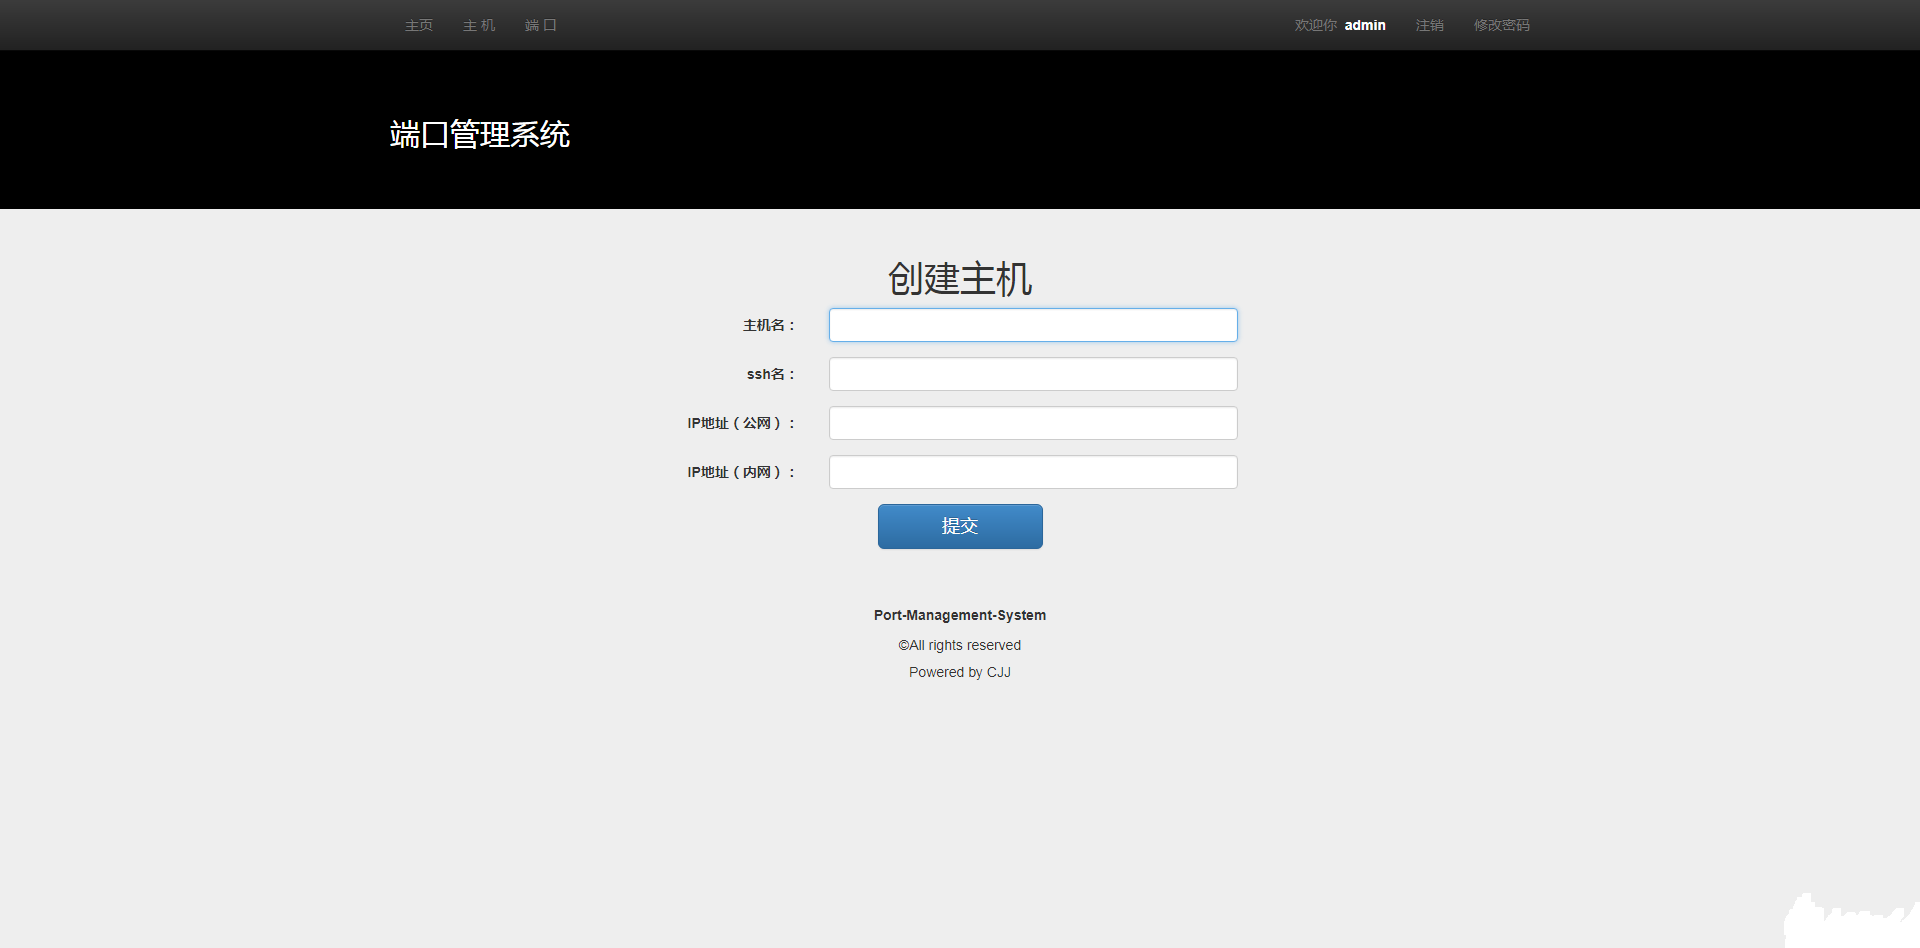 主页 主 机 端 口 欢迎你 admin 注销 修改密码
端口管理系统
创建主机
主机名：
ssh名：
IP地址（公网）：
IP地址（内网）：
提交
Port-Management-System
©All rights reserved
Powered by CJJ